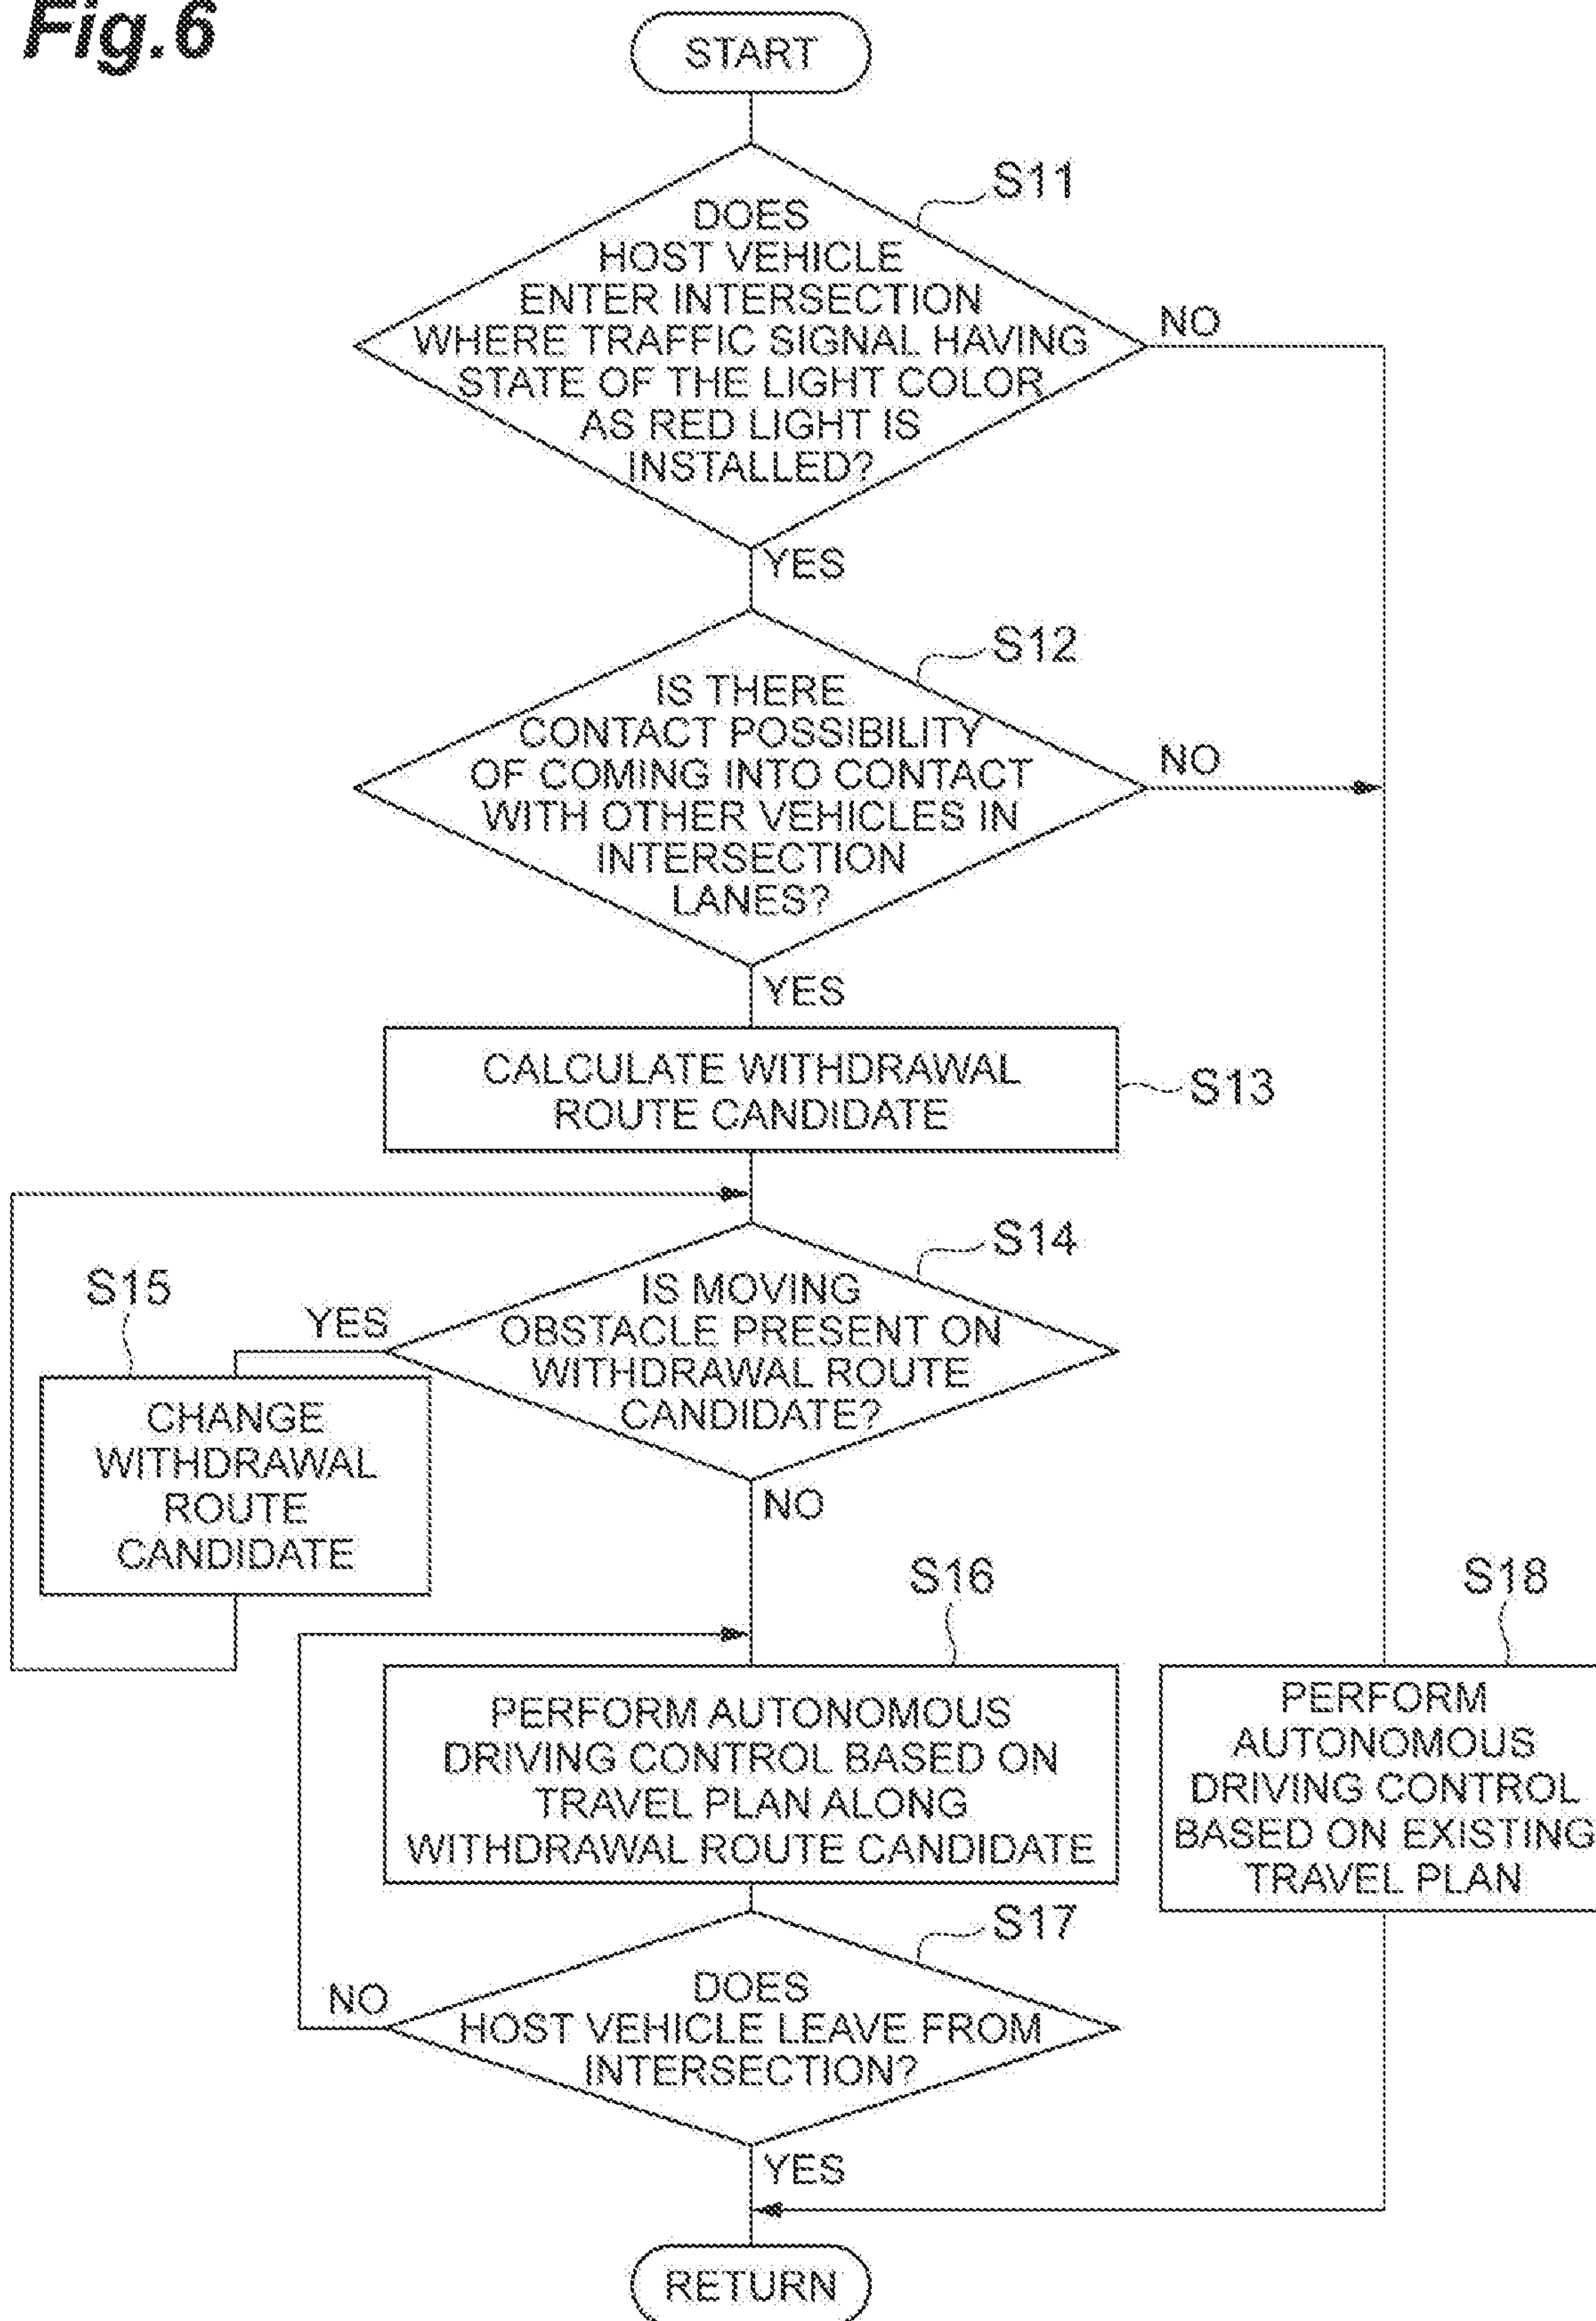 Fig.6
START
S11
DOES
HOST VEHICLE
ENTER INTERSECTION
WHERE TRAFFIC SIGNAL HAVING
STATE OF THE LIGHT COLOR
AS RED LIGHT IS
INSTALLED?
NO
YES
S12
IS THERE
CONTACT POSSIBILITY
OF COMING INTO CONTACT
WITH OTHER VEHICLES IN
INTERSECTION
LANES?
NO
YES
CALCULATE WITHDRAWAL
ROUTE CANDIDATE
S13
S14
IS MOVING
OBSTACLE PRESENT ON
WITHDRAWAL ROUTE
CANDIDATE?
YES
S15
CHANGE
WITHDRAWAL
ROUTE
CANDIDATE
NO
S16
PERFORM AUTONOMOUS
DRIVING CONTROL BASED ON
TRAVEL PLAN ALONG
WITHDRAWAL ROUTE CANDIDATE
S18
PERFORM
AUTONOMOUS
DRIVING CONTROL
BASED ON EXISTING
TRAVEL PLAN
S17
DOES
HOST VEHICLE LEAVE FROM
INTERSECTION?
NO
YES
RETURN